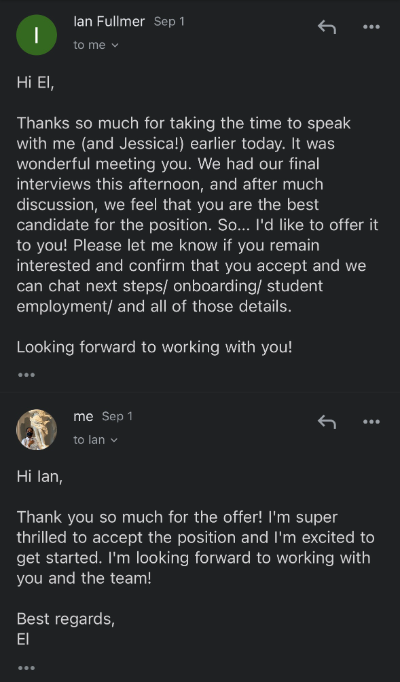 I
Ian Fullmer Sep 1
to me
Hi El,
Thanks so much for taking the time to speak
with me (and Jessica!) earlier today. It was
wonderful meeting you. We had our final
interviews this afternoon, and after much
discussion, we feel that you are the best
candidate for the position. So... I'd like to offer it
to you! Please let me know if you remain
interested and confirm that you accept and we
can chat next steps/ onboarding/ student
employment/ and all of those details.
Looking forward to working with you!
me Sep 1
to Ian
Hi Ian,
Thank you so much for the offer! I'm super
thrilled to accept the position and I'm excited to
get started. I'm looking forward to working with
you and the team!
Best regards,
El